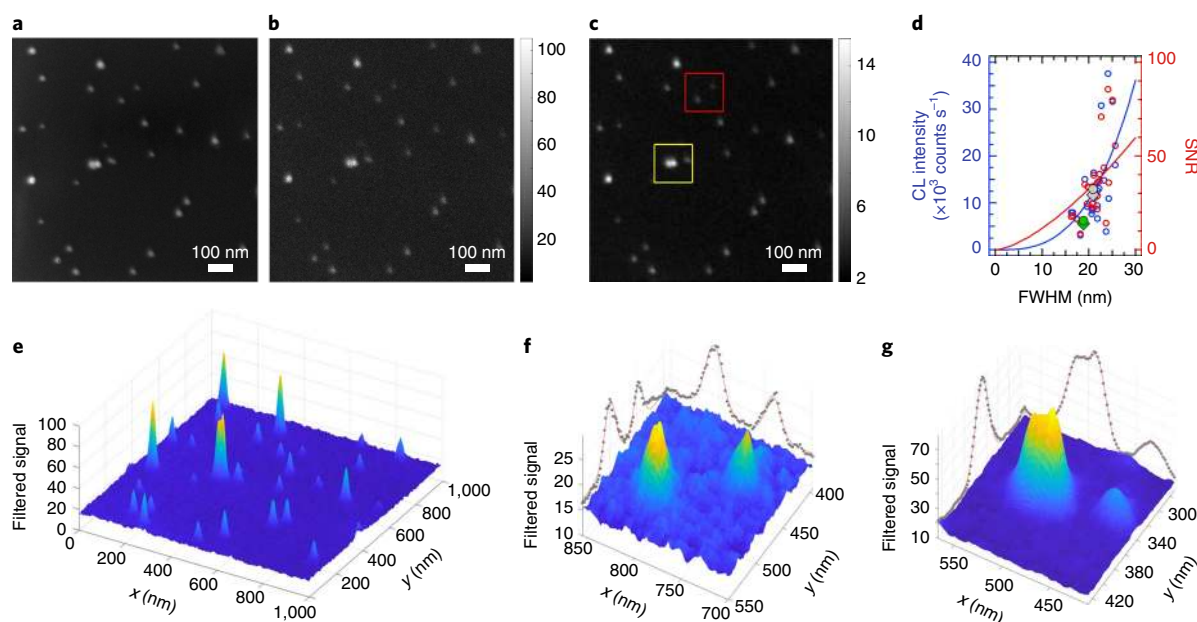 a
b
c
d
100 nm
100 nm
100 nm
100
80
60
40
20
14
10
6
2
CL intensity
(×10³ counts s⁻¹)
40
30
20
10
0
100
50
0
SNR
0 10 20 30
FWHM (nm)
e
f
g
Filtered signal
100
80
60
40
20
0
0
200
400
600
800
1,000
x (nm)
200
400
600
800
1,000
y (nm)
Filtered signal
25
20
15
10
850
800
750
700
x (nm)
550
500
450
400
y (nm)
Filtered signal
70
50
30
10
550
500
450
x (nm)
420
380
340
300
y (nm)